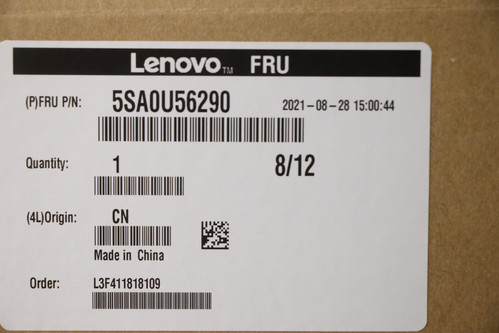 Lenovo™ FRU
(P)FRU P/N: 5SA0U56290 2021-08-28 15:00:44
Quantity: 1 8/12
(4L)Origin: CN
Made in China
Order: L3F411818109